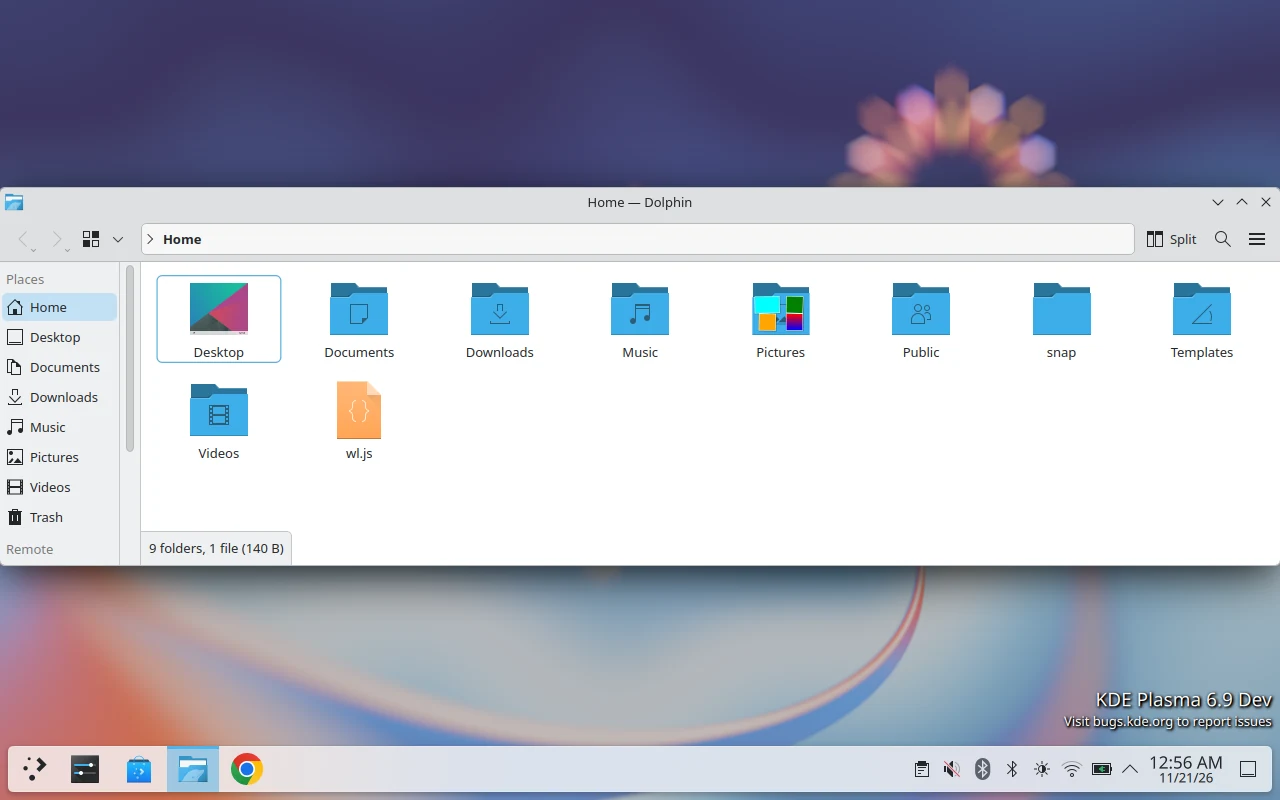 Home — Dolphin
Home
Split
Places
Home
Desktop
Documents
Downloads
Music
Pictures
Videos
Trash
Remote
Desktop
Documents
Downloads
Music
Pictures
Public
snap
Templates
Videos
wl.js
9 folders, 1 file (140 B)
KDE Plasma 6.9 Dev
Visit bugs.kde.org to report issues
12:56 AM
11/21/26